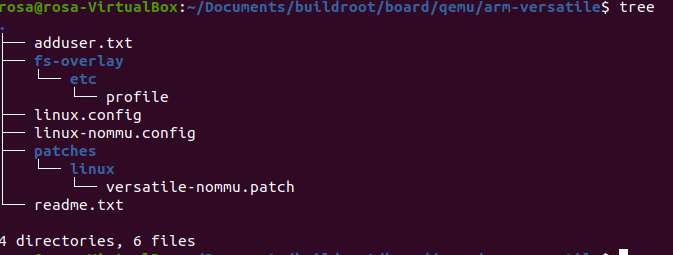 rosa@rosa-VirtualBox:~/Documents/buildroot/board/qemu/arm-versatile$ tree
.
├── adduser.txt
├── fs-overlay
│   └── etc
│       └── profile
├── linux.config
├── linux-nommu.config
├── patches
│   └── linux
│       └── versatile-nommu.patch
└── readme.txt
4 directories, 6 files